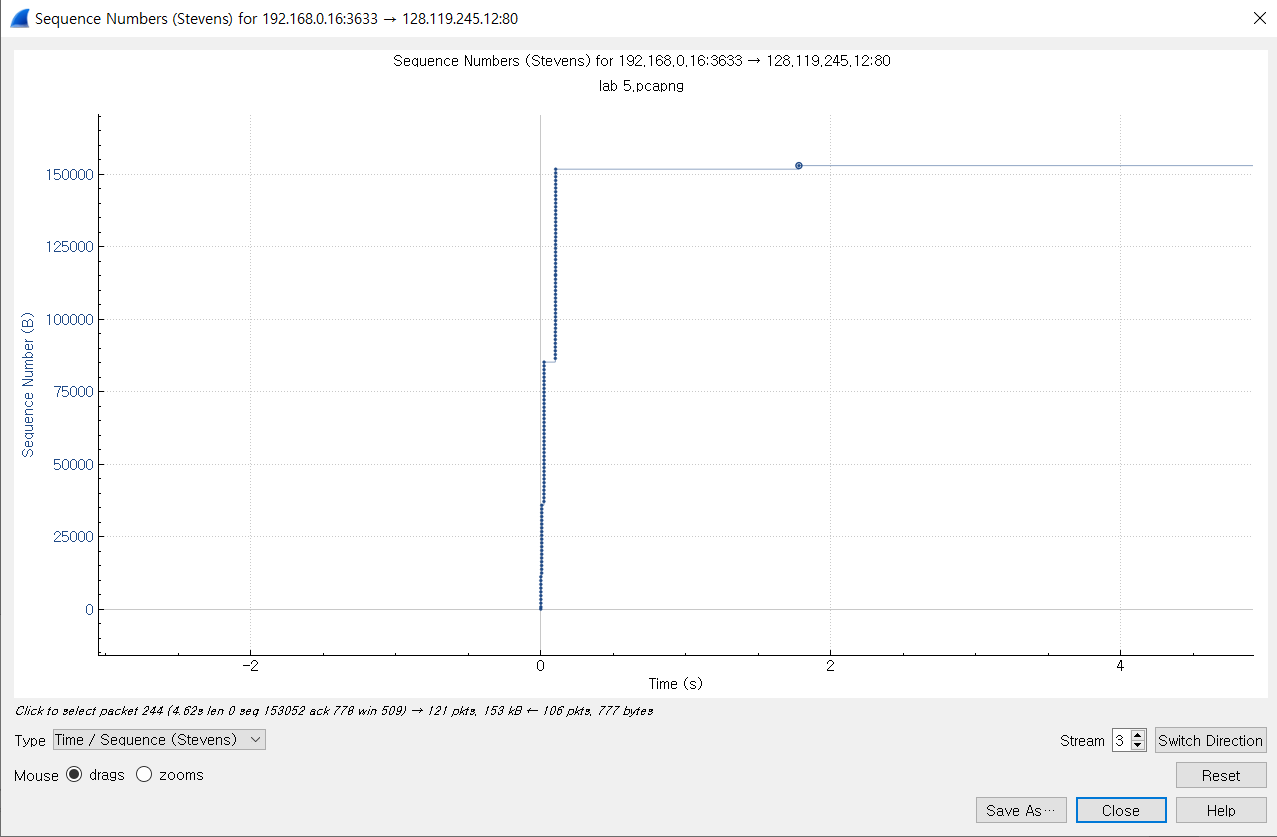 Sequence Numbers (Stevens) for 192.168.0.16:3633 → 128.119.245.12:80
Sequence Numbers (Stevens) for 192.168.0.16:3633 → 128.119.245.12:80
lab 5.pcapng
Sequence Number (B)
150000
125000
100000
75000
50000
25000
0
-2 0 2 4
Time (s)
Click to select packet 244 (4.62s len 0 seq 153052 ack 778 win 509) → 121 pkts, 153 kB ← 106 pkts, 777 bytes
Type Time / Sequence (Stevens) Stream 3 Switch Direction
Mouse drags zooms Reset
Save As… Close Help